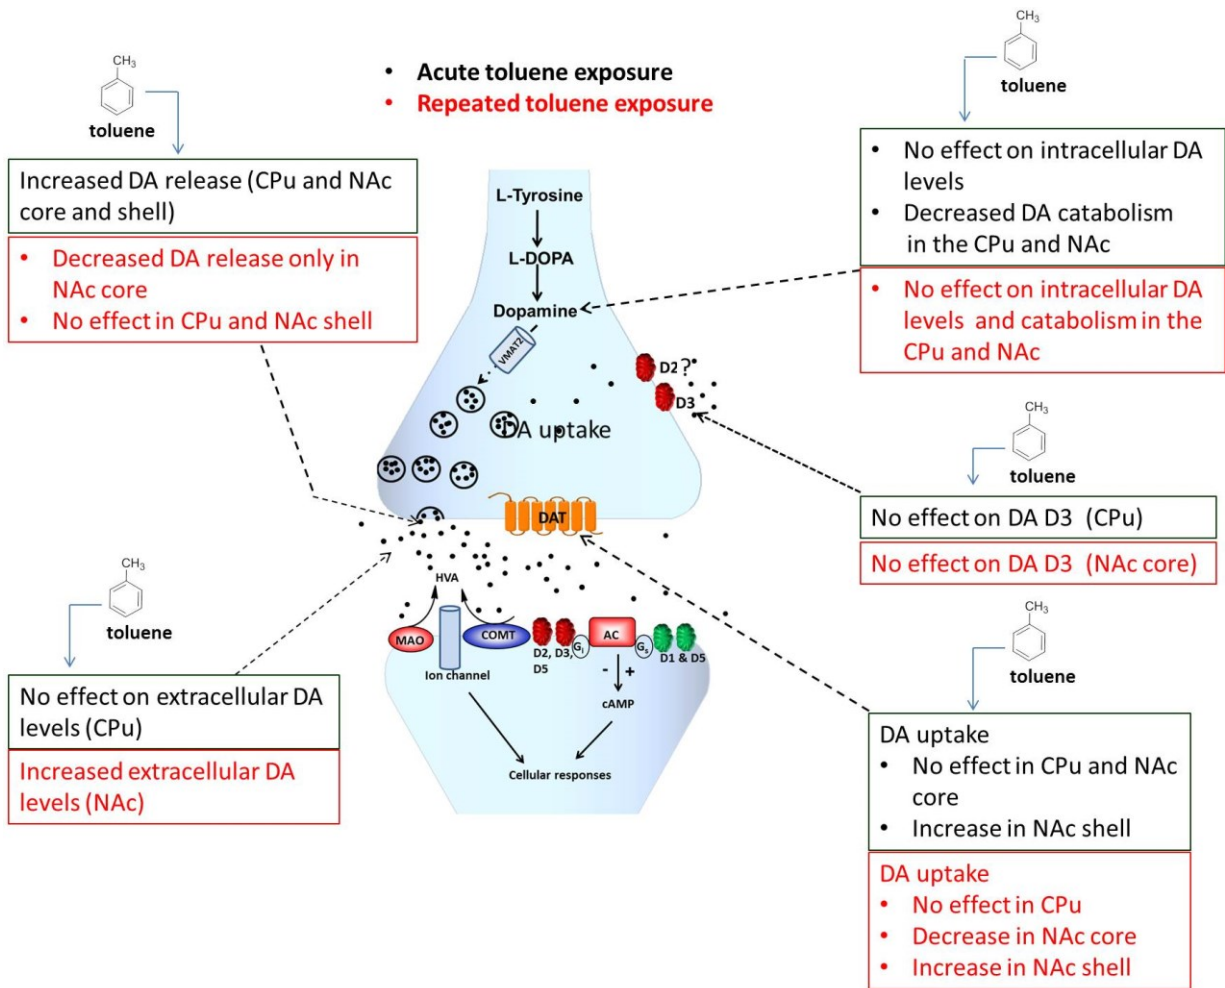 CH₃
toluene
• Acute toluene exposure
• Repeated toluene exposure
CH₃
toluene
Increased DA release (CPu and NAc
core and shell)
• Decreased DA release only in
NAc core
• No effect in CPu and NAc shell
• No effect on intracellular DA
levels
• Decreased DA catabolism
in the CPu and NAc
• No effect on intracellular DA
levels and catabolism in the
CPu and NAc
L-Tyrosine
L-DOPA
Dopamine
VMAT2
D2?
D3
DA uptake
DAT
CH₃
toluene
No effect on DA D3 (CPu)
No effect on DA D3 (NAc core)
CH₃
toluene
No effect on extracellular DA
levels (CPu)
Increased extracellular DA
levels (NAc)
HVA
MAO
COMT
Ion channel
D2, D3,
D5
Gi
AC
Gs
D1 & D5
- +
cAMP
Cellular responses
CH₃
toluene
DA uptake
• No effect in CPu and NAc
core
• Increase in NAc shell
DA uptake
• No effect in CPu
• Decrease in NAc core
• Increase in NAc shell